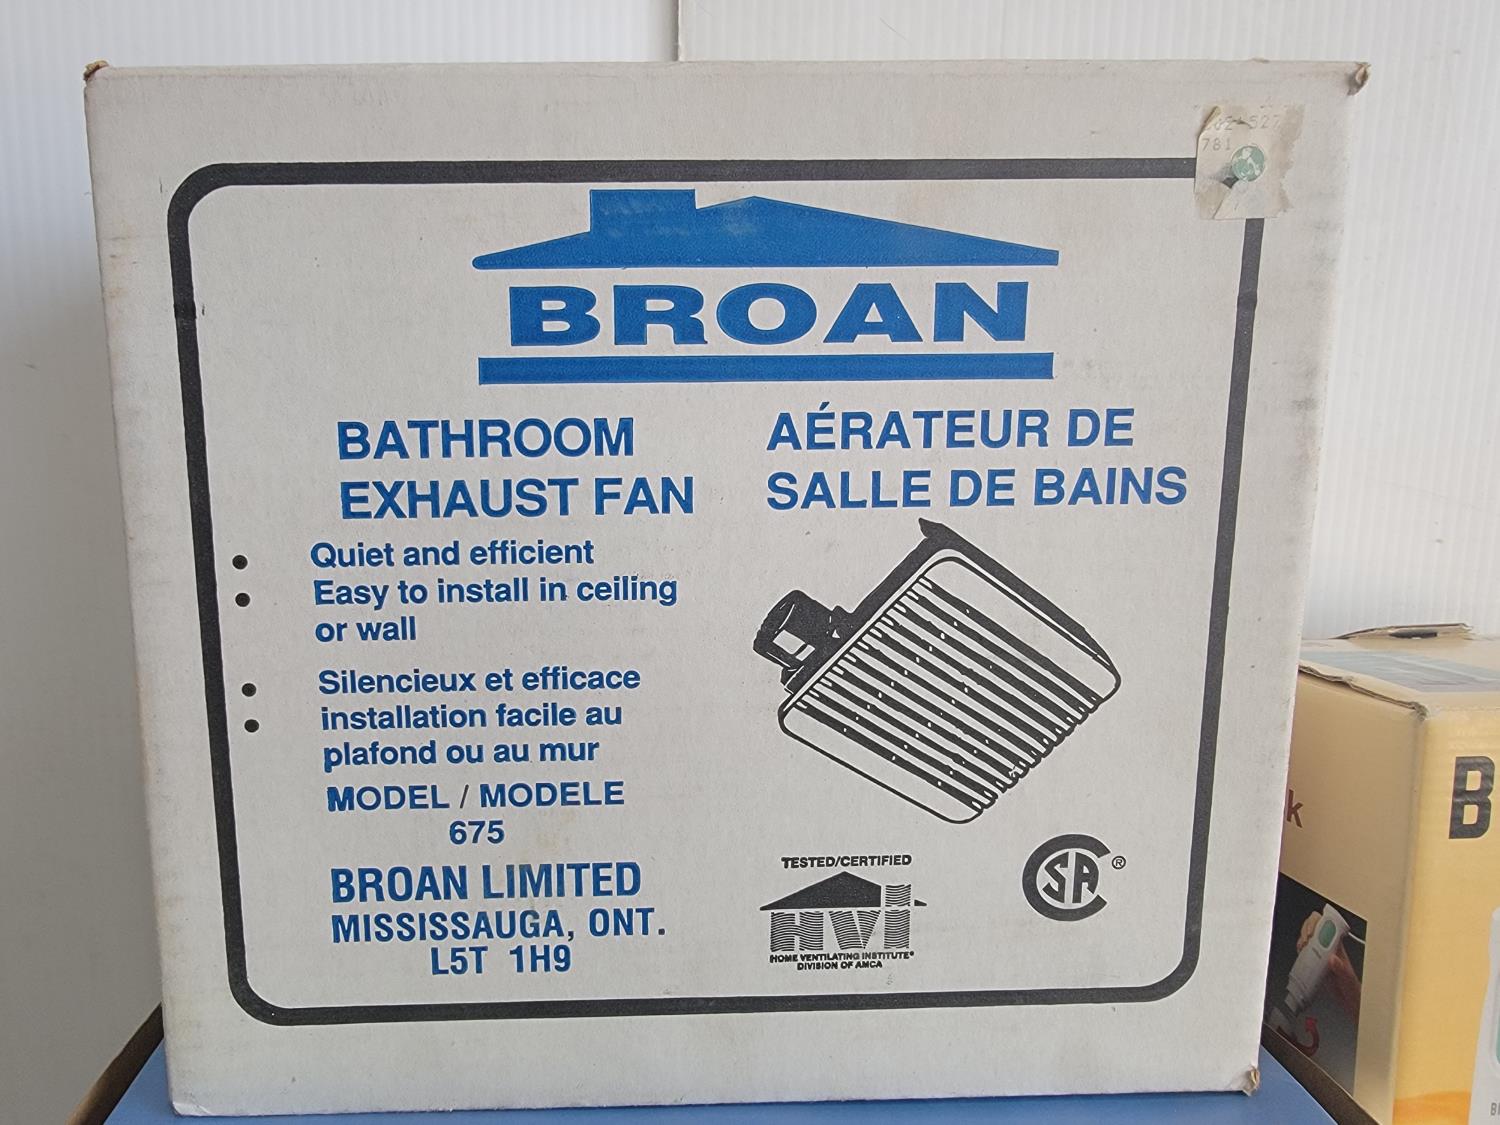 527
781
BROAN
BATHROOM
EXHAUST FAN
AÉRATEUR DE
SALLE DE BAINS
• Quiet and efficient
• Easy to install in ceiling
or wall
• Silencieux et efficace
• installation facile au
plafond ou au mur
MODEL / MODELE
675
BROAN LIMITED
MISSISSAUGA, ONT.
L5T 1H9
TESTED/CERTIFIED
HVI
HOME VENTILATING INSTITUTE®
DIVISION OF AMCA
CSA ®
k
B